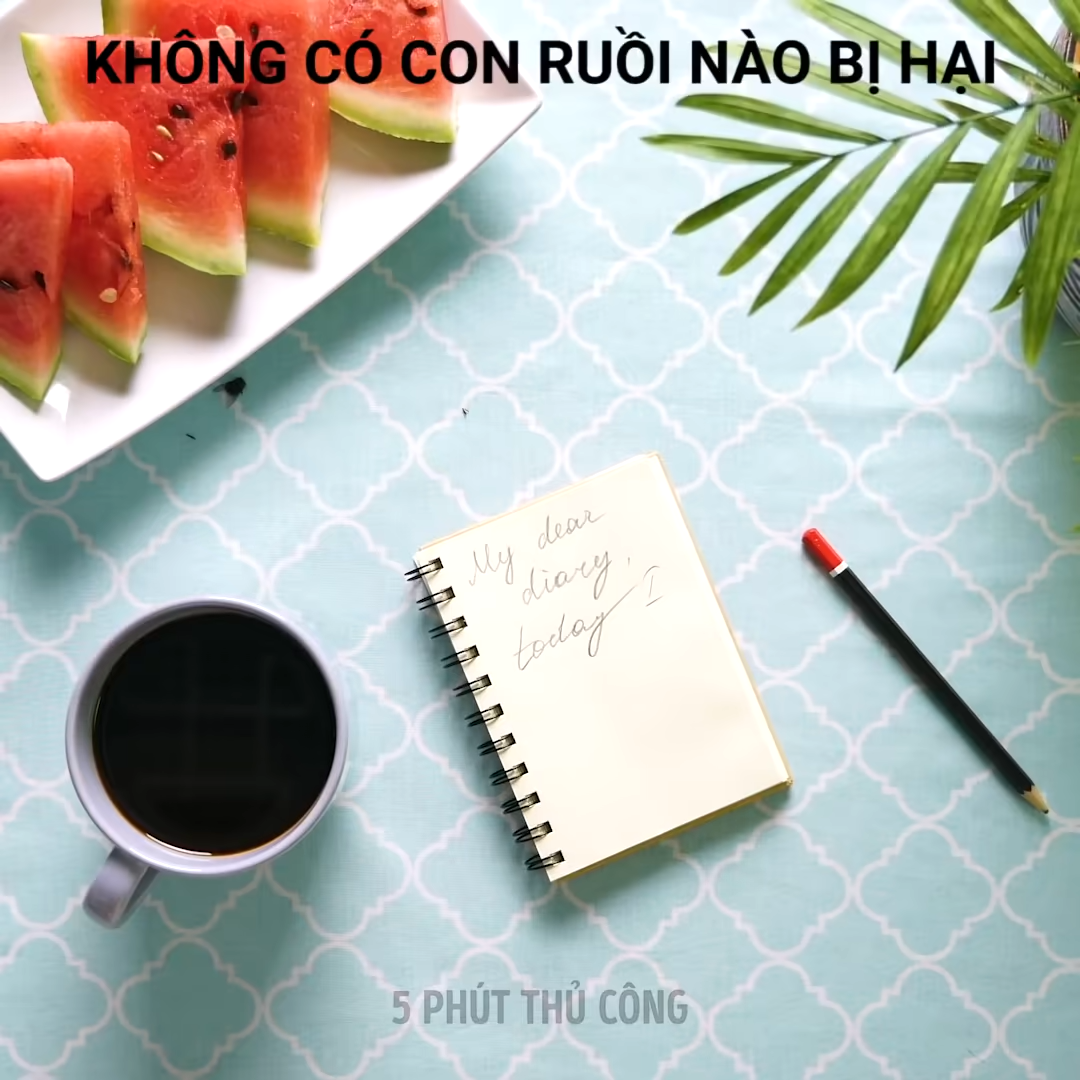 KHÔNG CÓ CON RUỒI NÀO BỊ HẠI
My dear
diary,
today I
5 PHÚT THỦ CÔNG